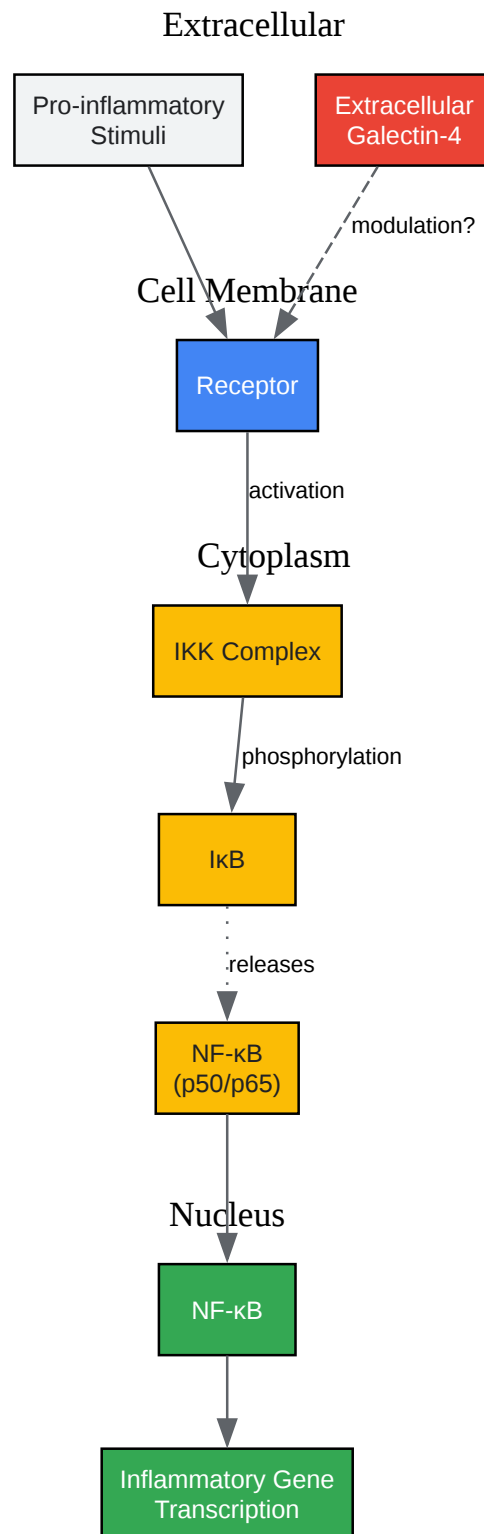 Extracellular
Pro-inflammatory
Stimuli
Extracellular
Galectin-4
modulation?
Cell Membrane
Receptor
activation
Cytoplasm
IKK Complex
phosphorylation
IκB
releases
NF-κB
(p50/p65)
Nucleus
NF-κB
Inflammatory Gene
Transcription